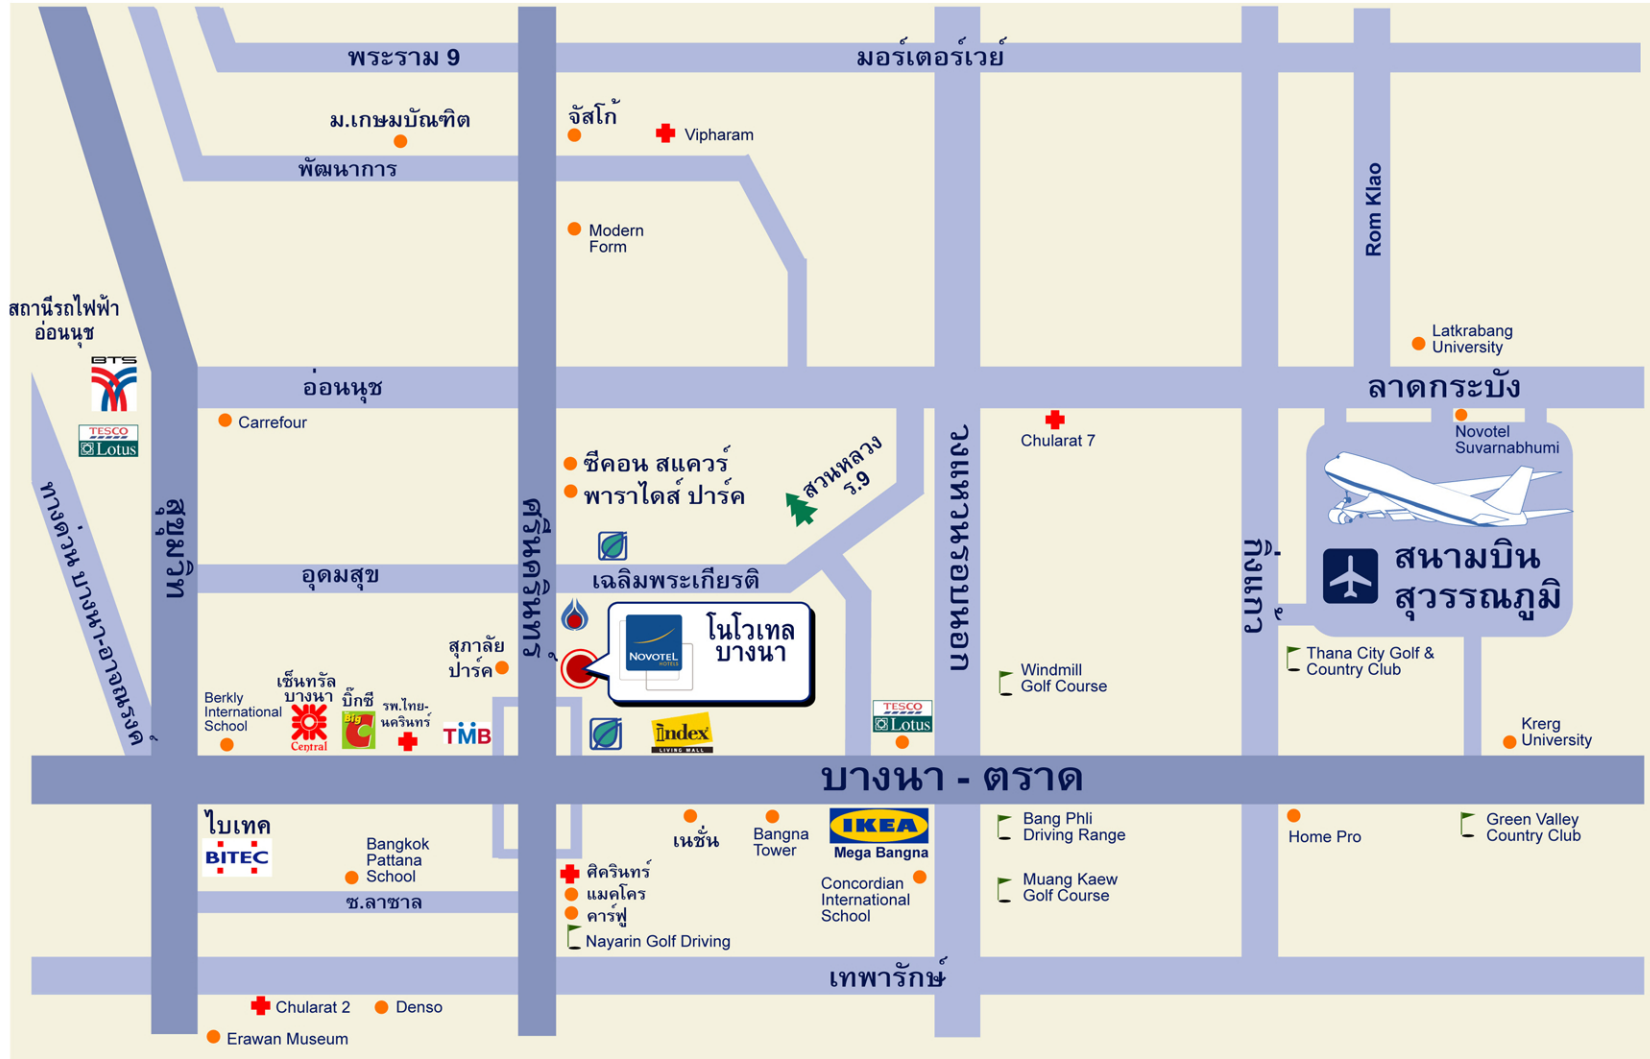 พระราม 9
มอร์เตอร์เวย์
ม.เกษมบัณฑิต
จัสโก้
Vipharam
พัฒนาการ
Rom Klao
Modern
Form
สถานีรถไฟฟ้า
อ่อนนุช
BTS
Latkrabang
University
อ่อนนุช
ลาดกระบัง
Carrefour
TESCO
Lotus
Chularat 7
Novotel
Suvarnabhumi
ซีคอน สแควร์
พาราไดส์ ปาร์ค
สวนหลวง
ร.9
ทางด่วน บางนา-อาจณรงค์
สุขุมวิท
ศรีนครินทร์
วงแหวนรอบนอก
กิ่งแก้ว
สนามบิน
สุวรรณภูมิ
อุดมสุข
เฉลิมพระเกียรติ
NOVOTEL
HOTELS
โนโวเทล
บางนา
สุภาลัย
ปาร์ค
Thana City Golf &
Country Club
Windmill
Golf Course
Berkly
International
School
เซ็นทรัล
บางนา
Central
บิ๊กซี
Big
C
รพ.ไทย-
นครินทร์
TMB
index
LIVING MALL
TESCO
Lotus
Krerg
University
บางนา - ตราด
ไบเทค
BITEC
Bangkok
Pattana
School
เนชั่น
Bangna
Tower
IKEA
Mega Bangna
Bang Phli
Driving Range
Home Pro
Green Valley
Country Club
ศิครินทร์
แมคโคร
คาร์ฟู
Nayarin Golf Driving
Concordian
International
School
Muang Kaew
Golf Course
ซ.ลาซาล
เทพารักษ์
Chularat 2
Denso
Erawan Museum